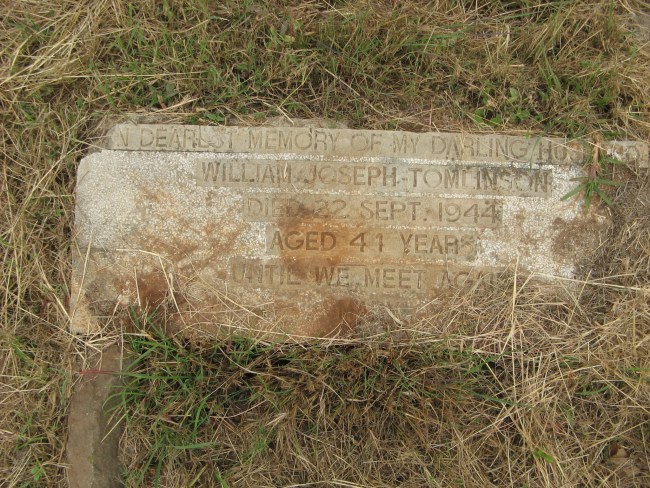 IN DEAREST MEMORY OF MY DARLING HUSBAND
WILLIAM JOSEPH TOMLINSON
DIED 22 SEPT. 1944
AGED 41 YEARS
UNTIL WE MEET AGAIN